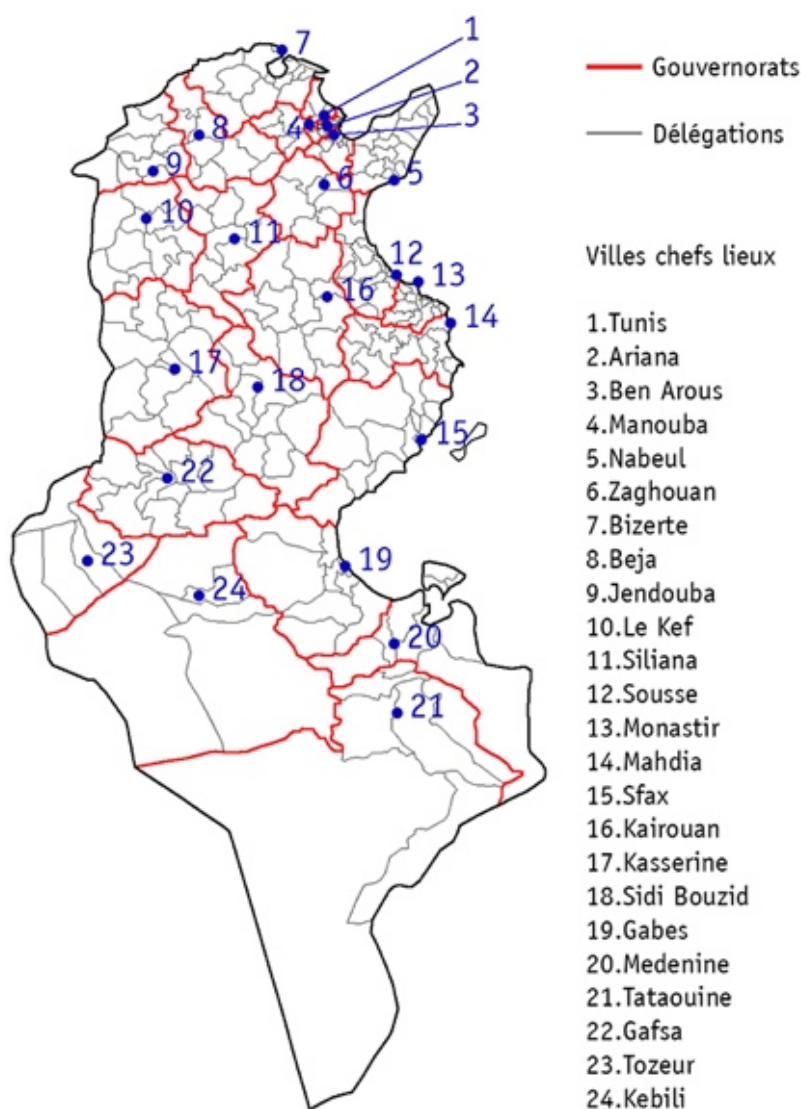 1
7
2
3
4
8
9
5
6
10
11
12
13
16
14
17
18
15
22
23
19
24
20
21
Gouvernorats
Délégations
Villes chefs lieux
1.Tunis
2.Ariana
3.Ben Arous
4.Manouba
5.Nabeul
6.Zaghouan
7.Bizerte
8.Beja
9.Jendouba
10.Le Kef
11.Siliana
12.Sousse
13.Monastir
14.Mahdia
15.Sfax
16.Kairouan
17.Kasserine
18.Sidi Bouzid
19.Gabes
20.Medenine
21.Tataouine
22.Gafsa
23.Tozeur
24.Kebili